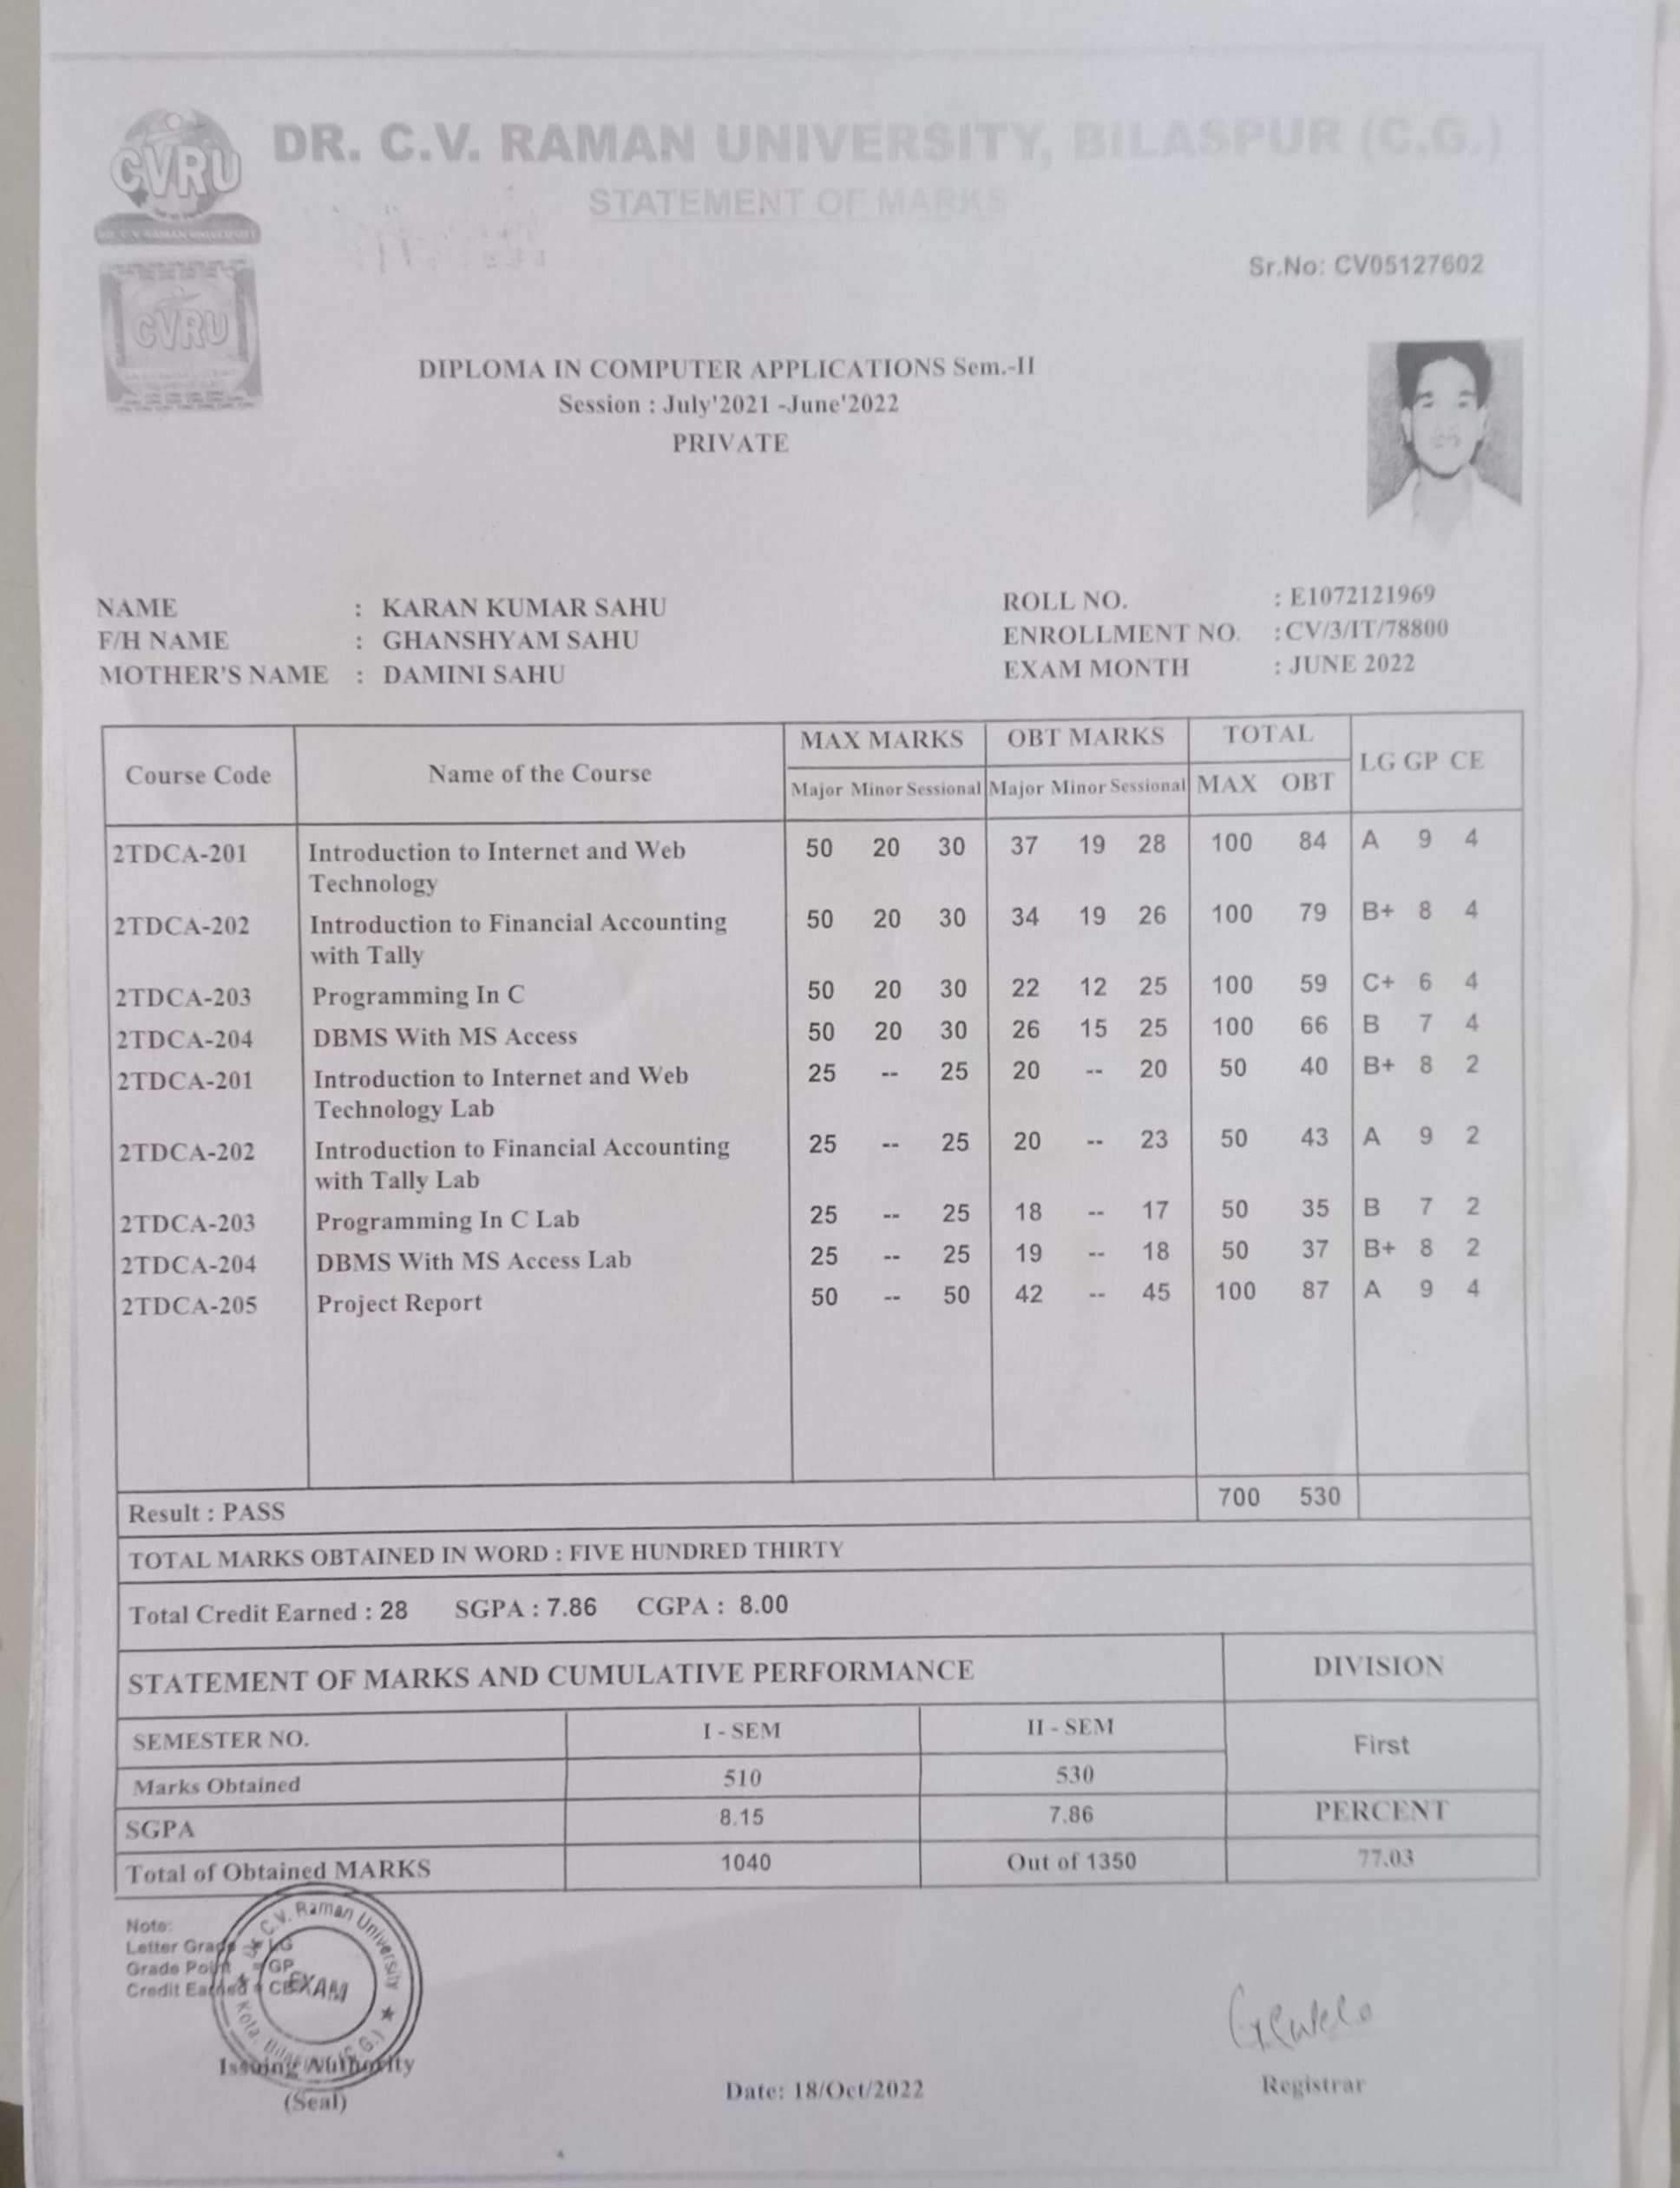 CVRU
DR. C.V. RAMAN UNIVERSITY
DR. C.V. RAMAN UNIVERSITY, BILASPUR (C.G.)
STATEMENT OF MARKS
Sr.No: CV05127602
CVRU
DIPLOMA IN COMPUTER APPLICATIONS Sem.-II
Session : July'2021 -June'2022
PRIVATE
NAME : KARAN KUMAR SAHU
F/H NAME : GHANSHYAM SAHU
MOTHER'S NAME : DAMINI SAHU
ROLL NO. : E1072121969
ENROLLMENT NO. : CV/3/IT/78800
EXAM MONTH : JUNE 2022
Course Code Name of the Course MAX MARKS OBT MARKS TOTAL LG GP CE
Major Minor Sessional Major Minor Sessional MAX OBT
2TDCA-201 Introduction to Internet and Web 50 20 30 37 19 28 100 84 A 9 4
Technology
2TDCA-202 Introduction to Financial Accounting 50 20 30 34 19 26 100 79 B+ 8 4
with Tally
2TDCA-203 Programming In C 50 20 30 22 12 25 100 59 C+ 6 4
2TDCA-204 DBMS With MS Access 50 20 30 26 15 25 100 66 B 7 4
2TDCA-201 Introduction to Internet and Web 25 -- 25 20 -- 20 50 40 B+ 8 2
Technology Lab
2TDCA-202 Introduction to Financial Accounting 25 -- 25 20 -- 23 50 43 A 9 2
with Tally Lab
2TDCA-203 Programming In C Lab 25 -- 25 18 -- 17 50 35 B 7 2
2TDCA-204 DBMS With MS Access Lab 25 -- 25 19 -- 18 50 37 B+ 8 2
2TDCA-205 Project Report 50 -- 50 42 -- 45 100 87 A 9 4
Result : PASS 700 530
TOTAL MARKS OBTAINED IN WORD : FIVE HUNDRED THIRTY
Total Credit Earned : 28 SGPA : 7.86 CGPA : 8.00
STATEMENT OF MARKS AND CUMULATIVE PERFORMANCE DIVISION
SEMESTER NO. I - SEM II - SEM First
Marks Obtained 510 530
SGPA 8.15 7.86 PERCENT
Total of Obtained MARKS 1040 Out of 1350 77.03
Note:
Letter Grade = LG
Grade Point = GP
Credit Earned = CE
Dr. C.V. Raman University
EXAM
Kota, Bilaspur (C.G.)
Issuing Authority
(Seal)
Date: 18/Oct/2022
Registrar